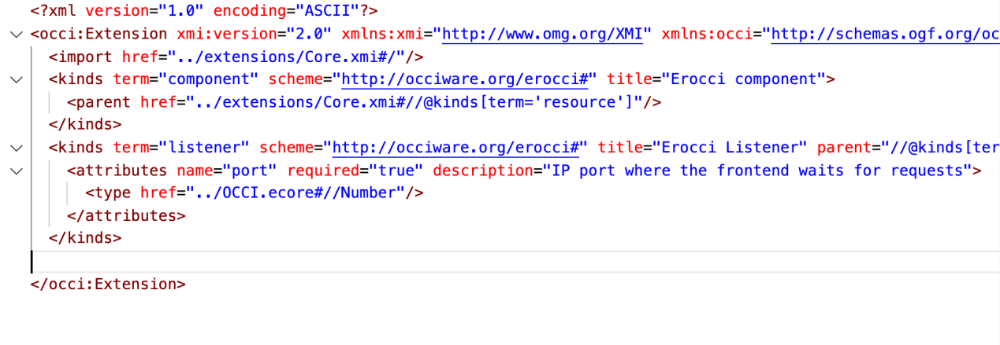 <?xml version="1.0" encoding="ASCII"?>
<occi:Extension xmi:version="2.0" xmlns:xmi="http://www.omg.org/XMI" xmlns:occi="http://schemas.ogf.org/oc
<import href="../extensions/Core.xmi#/"/>
<kinds term="component" scheme="http://occiware.org/erocci#" title="Erocci component">
<parent href="../extensions/Core.xmi#//@kinds[term='resource']"/>
</kinds>
<kinds term="listener" scheme="http://occiware.org/erocci#" title="Erocci Listener" parent="//@kinds[ter
<attributes name="port" required="true" description="IP port where the frontend waits for requests">
<type href="../OCCI.ecore#//Number"/>
</attributes>
</kinds>
</occi:Extension>